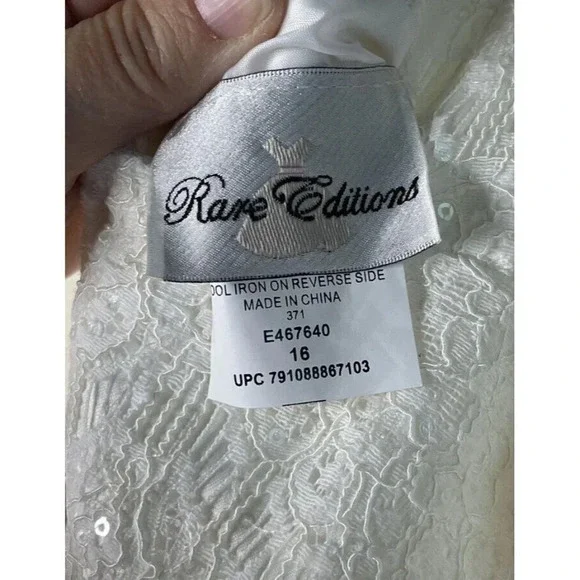 Rare Editions
OOL IRON ON REVERSE SIDE
MADE IN CHINA
371
E467640
16
UPC 791088867103